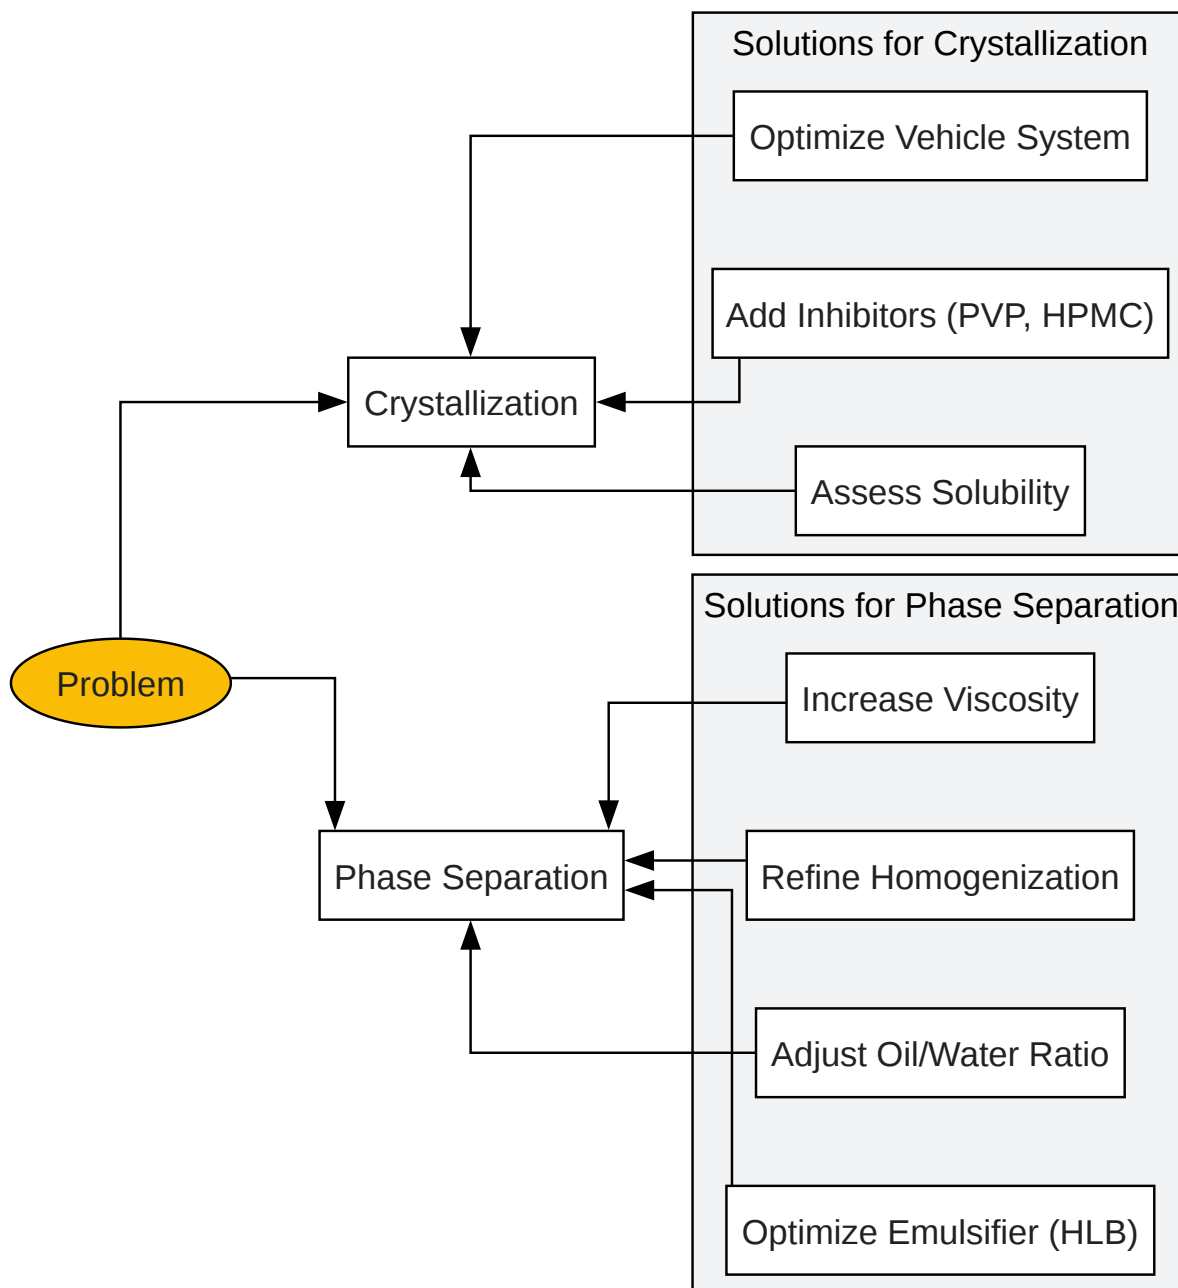 Solutions for Crystallization
Optimize Vehicle System
Add Inhibitors (PVP, HPMC)
Crystallization
Assess Solubility
Solutions for Phase Separation
Problem
Increase Viscosity
Phase Separation
Refine Homogenization
Adjust Oil/Water Ratio
Optimize Emulsifier (HLB)